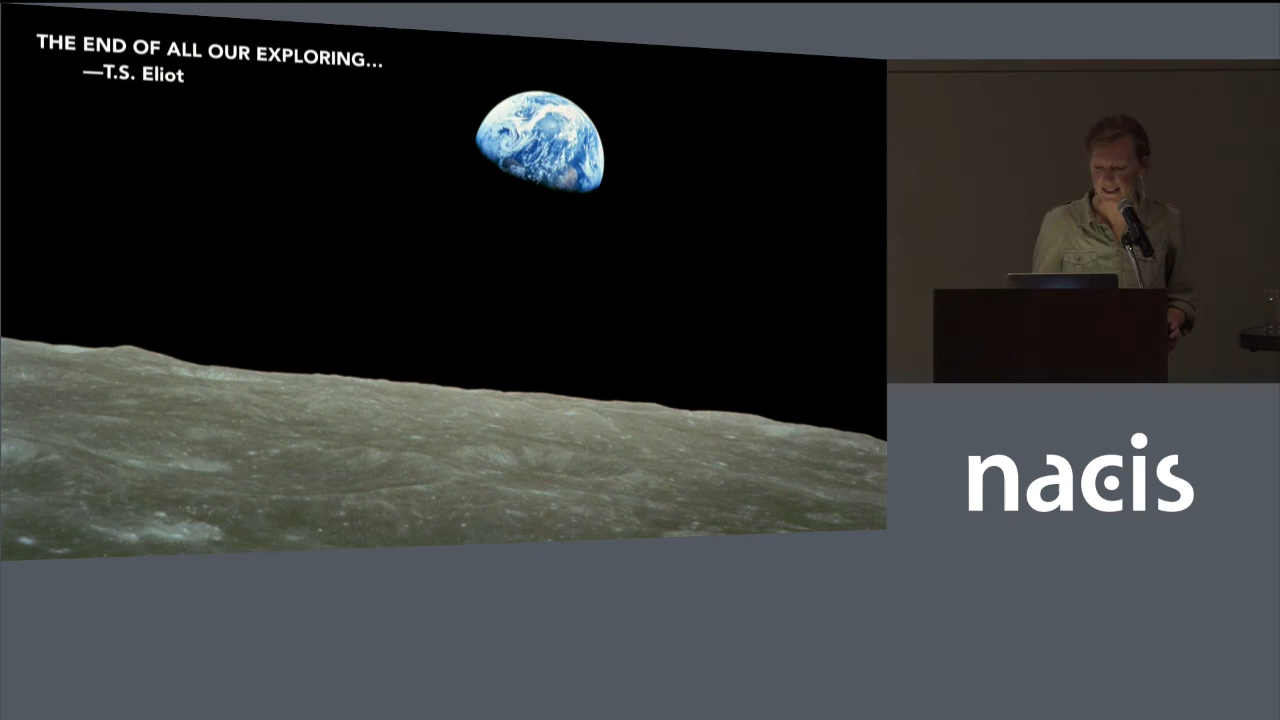 THE END OF ALL OUR EXPLORING...
—T.S. Eliot
nacis